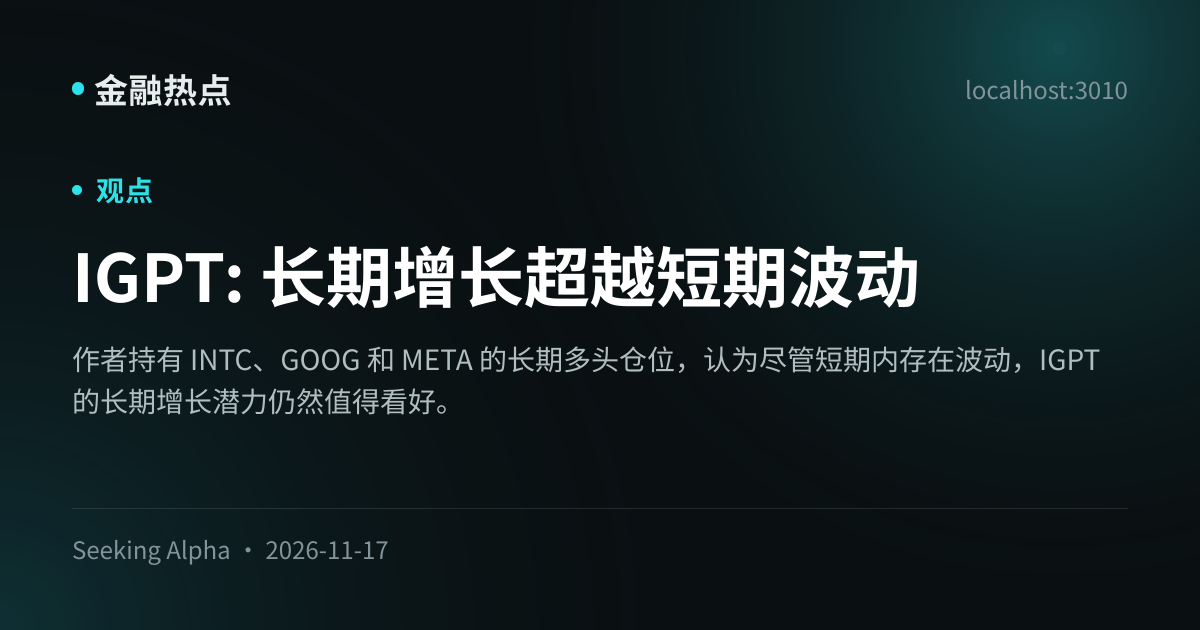 金融热点
localhost:3010
观点
IGPT: 长期增长超越短期波动
作者持有 INTC、GOOG 和 META 的长期多头仓位，认为尽管短期内存在波动，IGPT
的长期增长潜力仍然值得看好。
Seeking Alpha • 2026-11-17